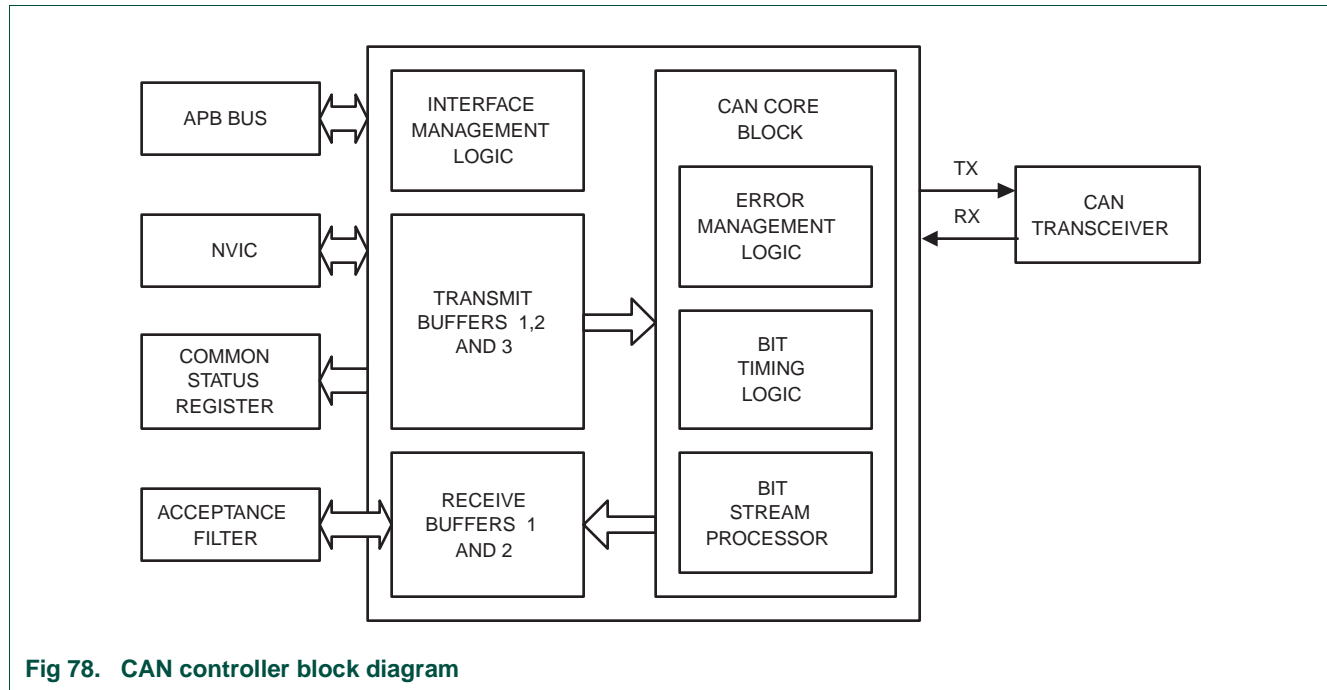 APB BUS
NVIC
COMMON
STATUS
REGISTER
ACCEPTANCE
FILTER
INTERFACE
MANAGEMENT
LOGIC
TRANSMIT
BUFFERS 1,2
AND 3
RECEIVE
BUFFERS 1
AND 2
CAN CORE
BLOCK
ERROR
MANAGEMENT
LOGIC
BIT
TIMING
LOGIC
BIT
STREAM
PROCESSOR
TX
RX
CAN
TRANSCEIVER
Fig 78. CAN controller block diagram